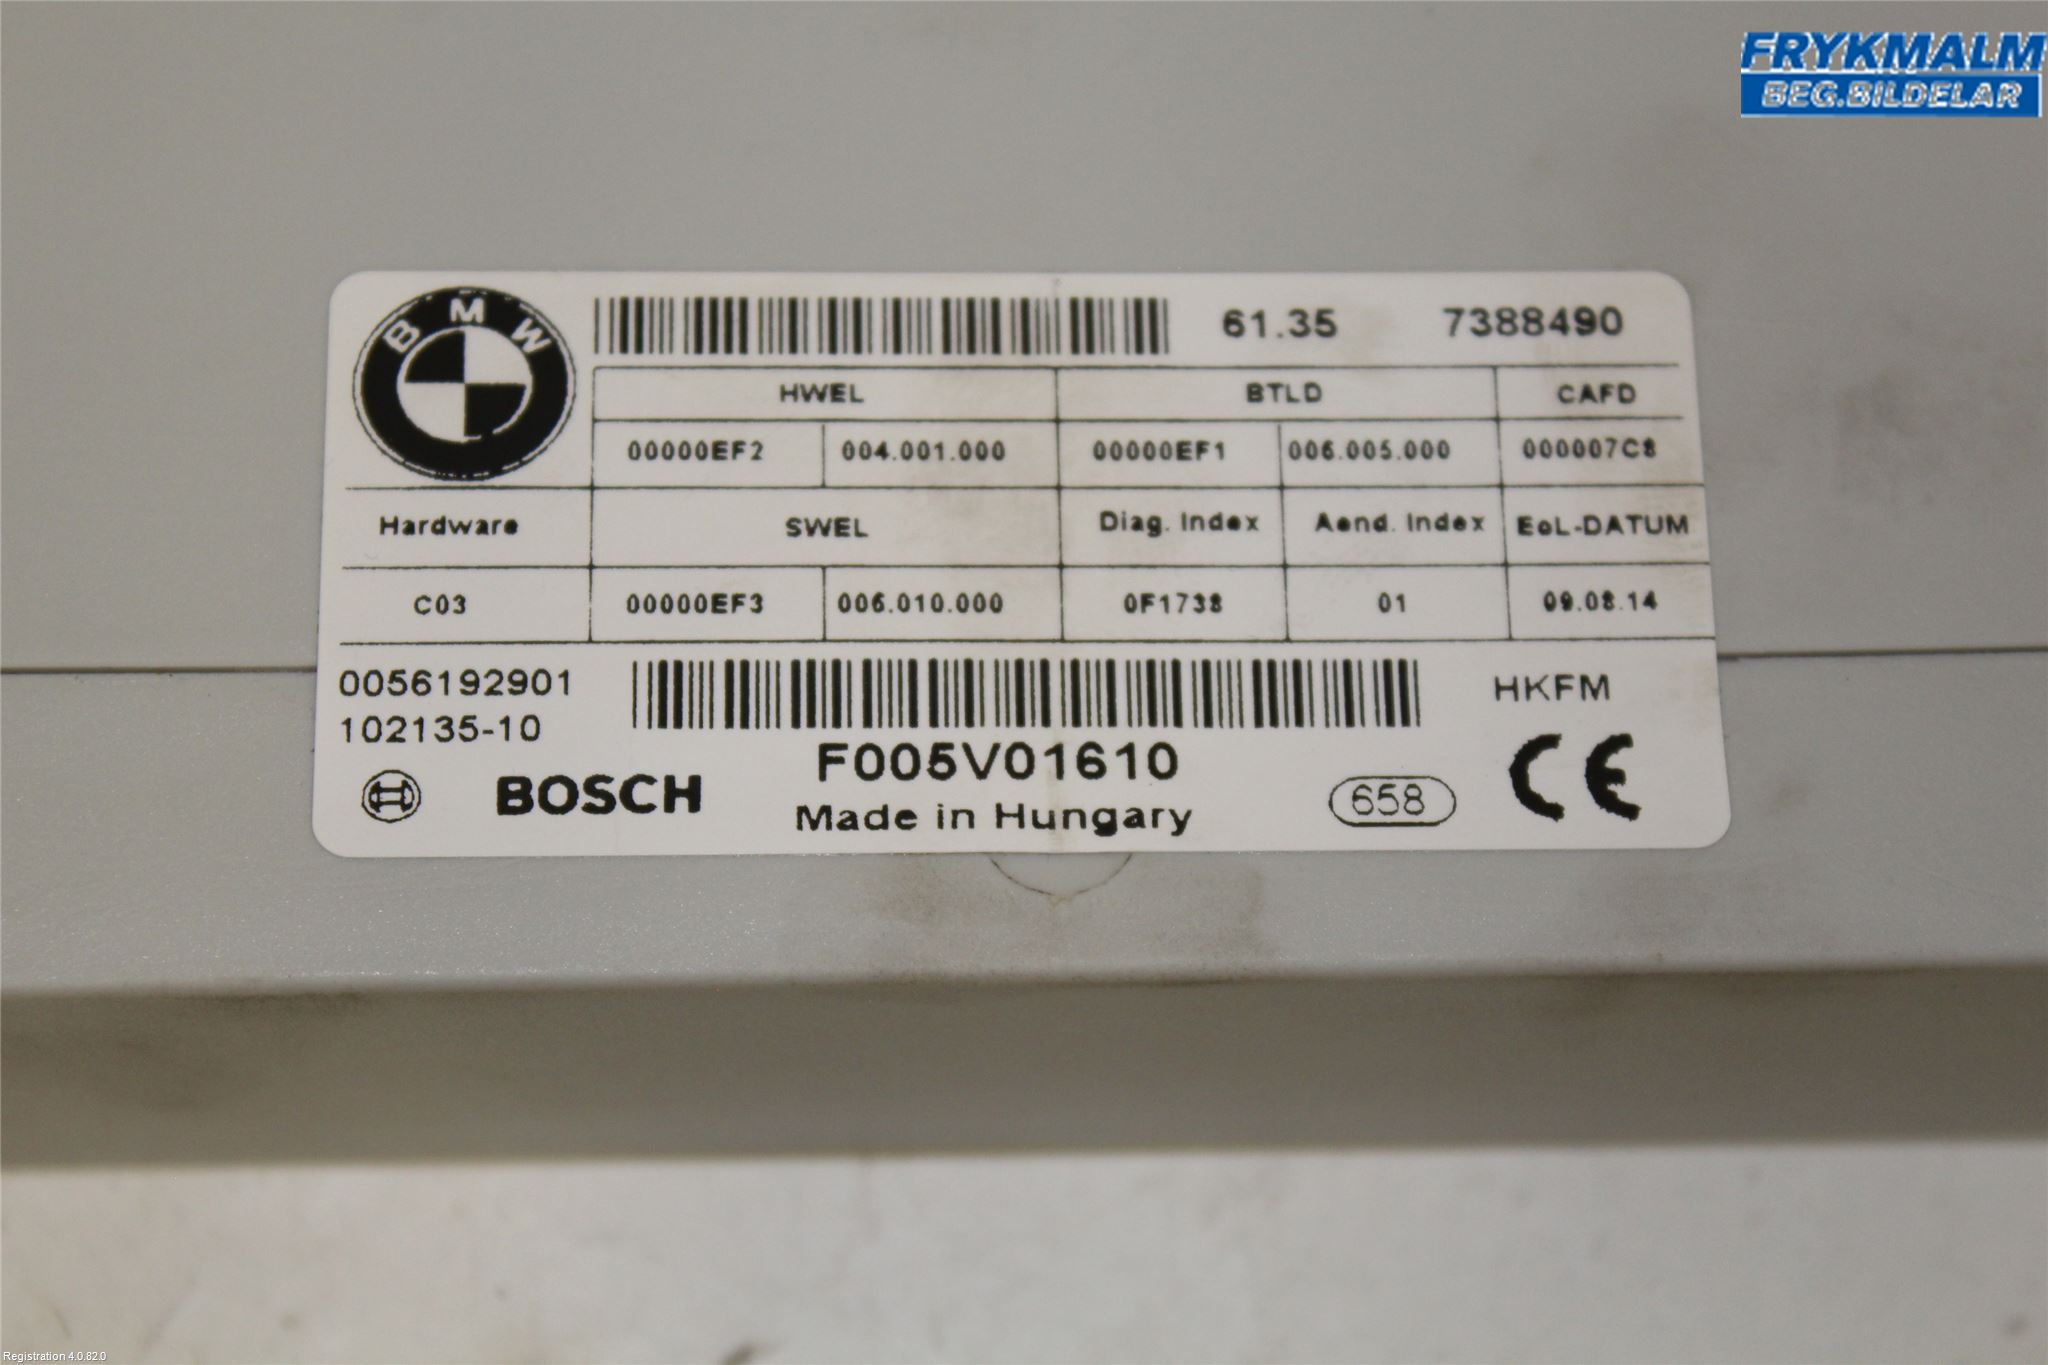 FRYKMALM
BEG.BILDELAR
BMW
61.35 7388490
HWEL BTLD CAFD
00000EF2 004.001.000 00000EF1 006.005.000 000007C8
Hardware SWEL Diag. Index Aend. Index EoL-DATUM
C03 00000EF3 006.010.000 0F1738 01 09.08.14
0056192901 HKFM
102135-10
F005V01610
BOSCH Made in Hungary 658 CE
Registration 4.0.82.0